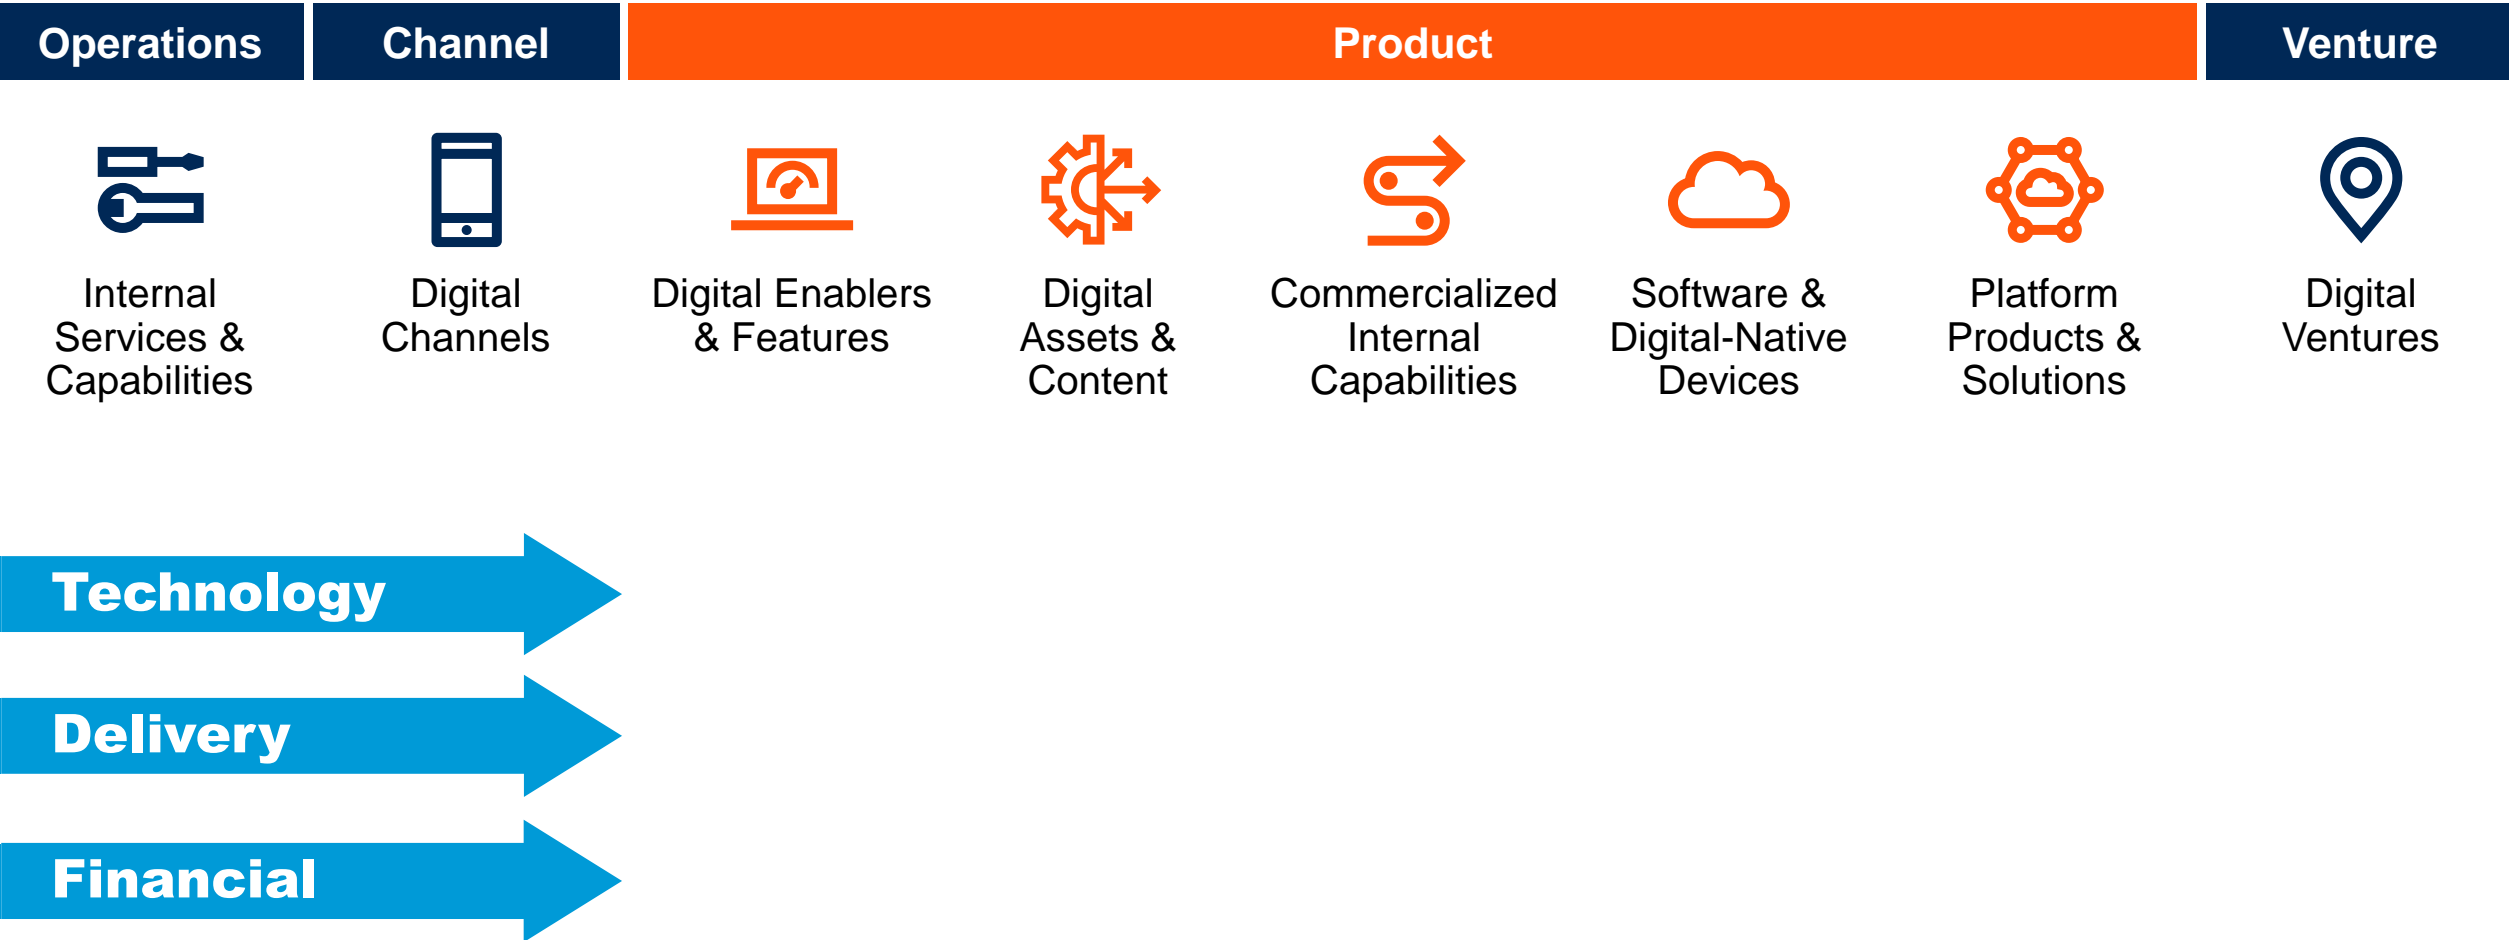 Operations
Channel
Product
Venture
Internal
Services &
Capabilities
Digital
Channels
Digital Enablers
& Features
Digital
Assets &
Content
Commercialized
Internal
Capabilities
Software &
Digital-Native
Devices
Platform
Products &
Solutions
Digital
Ventures
Technology
Delivery
Financial